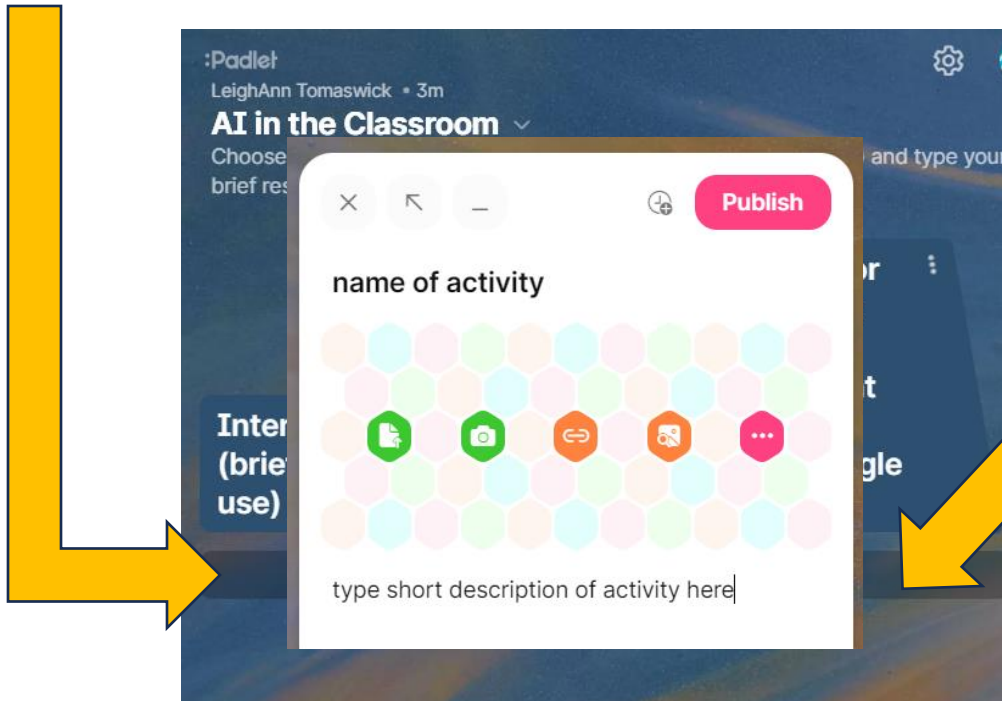 :Padlet
LeighAnn Tomaswick • 3m
AI in the Classroom
Choose and type your
brief res
Publish
name of activity
or
t
Inter
(brie gle
use)
type short description of activity here